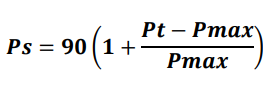 Ps = 90 (1 + (Pt − Pmax) / Pmax)